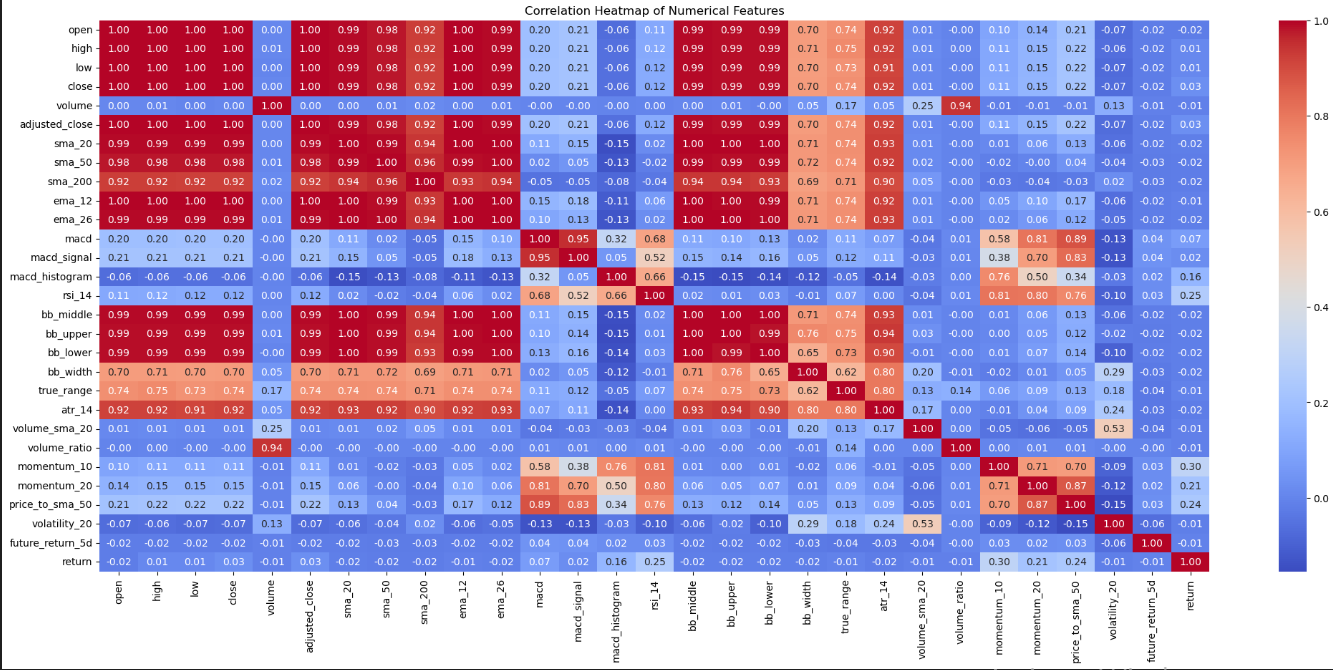 Correlation Heatmap of Numerical Features
open 1.00 1.00 1.00 1.00 0.00 1.00 0.99 0.98 0.92 1.00 0.99 0.20 0.21 -0.06 0.11 0.99 0.99 0.99 0.70 0.74 0.92 0.01 -0.00 0.10 0.14 0.21 -0.07 -0.02 -0.02
high 1.00 1.00 1.00 1.00 0.01 1.00 0.99 0.98 0.92 1.00 0.99 0.20 0.21 -0.06 0.12 0.99 0.99 0.99 0.71 0.75 0.92 0.01 -0.00 0.11 0.15 0.22 -0.06 -0.02 0.01
low 1.00 1.00 1.00 1.00 0.00 1.00 0.99 0.98 0.92 1.00 0.99 0.20 0.21 -0.06 0.12 0.99 0.99 0.99 0.70 0.73 0.91 0.01 -0.00 0.11 0.15 0.22 -0.07 -0.02 0.01
close 1.00 1.00 1.00 1.00 0.00 1.00 0.99 0.98 0.92 1.00 0.99 0.20 0.21 -0.06 0.12 0.99 0.99 0.99 0.70 0.74 0.92 0.01 -0.00 0.11 0.15 0.22 -0.07 -0.02 0.03
volume 0.00 0.01 0.00 0.00 1.00 0.00 0.00 0.01 0.02 0.00 0.01 -0.00 -0.00 -0.00 0.00 0.00 0.01 -0.00 0.05 0.17 0.05 0.25 0.94 -0.01 -0.01 -0.01 0.13 -0.01 -0.01
adjusted_close 1.00 1.00 1.00 1.00 0.00 1.00 0.99 0.98 0.92 1.00 0.99 0.20 0.21 -0.06 0.12 0.99 0.99 0.99 0.70 0.74 0.92 0.01 -0.00 0.11 0.15 0.22 -0.07 -0.02 0.03
sma_20 0.99 0.99 0.99 0.99 0.00 0.99 1.00 0.99 0.94 1.00 1.00 0.11 0.15 -0.15 0.02 1.00 1.00 1.00 0.71 0.74 0.93 0.01 -0.00 0.01 0.06 0.13 -0.06 -0.02 -0.02
sma_50 0.98 0.98 0.98 0.98 0.01 0.98 0.99 1.00 0.96 0.99 1.00 0.02 0.05 -0.13 -0.02 0.99 0.99 0.99 0.72 0.74 0.92 0.01 -0.00 -0.02 -0.00 0.04 -0.04 -0.03 -0.02
sma_200 0.92 0.92 0.92 0.92 0.02 0.92 0.94 0.96 1.00 0.93 0.94 -0.05 -0.05 -0.08 -0.04 0.94 0.94 0.93 0.69 0.71 0.90 0.05 -0.00 -0.03 -0.04 -0.03 0.02 -0.03 -0.02
ema_12 1.00 1.00 1.00 1.00 0.00 1.00 1.00 0.99 0.93 1.00 1.00 0.15 0.18 -0.11 0.06 1.00 1.00 0.99 0.71 0.74 0.92 0.01 -0.00 0.05 0.10 0.17 -0.06 -0.02 -0.01
ema_26 0.99 0.99 0.99 0.99 0.01 0.99 1.00 1.00 0.94 1.00 1.00 0.10 0.13 -0.13 0.02 1.00 1.00 1.00 0.71 0.74 0.93 0.01 -0.00 0.02 0.06 0.12 -0.05 -0.02 -0.02
macd 0.20 0.20 0.20 0.20 -0.00 0.20 0.11 0.02 -0.05 0.15 0.10 1.00 0.95 0.32 0.68 0.11 0.10 0.13 0.02 0.11 0.07 -0.04 0.01 0.58 0.81 0.89 -0.13 0.04 0.07
macd_signal 0.21 0.21 0.21 0.21 -0.00 0.21 0.15 0.05 -0.05 0.18 0.13 0.95 1.00 0.05 0.52 0.15 0.14 0.16 0.05 0.12 0.11 -0.03 0.01 0.38 0.70 0.83 -0.13 0.04 0.02
macd_histogram -0.06 -0.06 -0.06 -0.06 -0.00 -0.06 -0.15 -0.13 -0.08 -0.11 -0.13 0.32 0.05 1.00 0.66 -0.15 -0.15 -0.14 -0.12 -0.05 -0.14 -0.03 0.00 0.76 0.50 0.34 -0.03 0.02 0.16
rsi_14 0.11 0.12 0.12 0.12 0.00 0.12 0.02 -0.02 -0.04 0.06 0.02 0.68 0.52 0.66 1.00 0.02 0.01 0.03 -0.01 0.07 0.00 -0.04 0.01 0.81 0.80 0.76 -0.10 0.03 0.25
bb_middle 0.99 0.99 0.99 0.99 0.00 0.99 1.00 0.99 0.94 1.00 1.00 0.11 0.15 -0.15 0.02 1.00 1.00 1.00 0.71 0.74 0.93 0.01 -0.00 0.01 0.06 0.13 -0.06 -0.02 -0.02
bb_upper 0.99 0.99 0.99 0.99 0.01 0.99 1.00 0.99 0.94 1.00 1.00 0.10 0.14 -0.15 0.01 1.00 1.00 0.99 0.76 0.75 0.94 0.03 -0.00 -0.00 0.05 0.12 -0.02 -0.02 -0.02
bb_lower 0.99 0.99 0.99 0.99 -0.00 0.99 1.00 0.99 0.93 0.99 1.00 0.13 0.16 -0.14 0.03 1.00 0.99 1.00 0.65 0.73 0.90 -0.01 -0.00 0.01 0.07 0.14 -0.10 -0.02 -0.01
bb_width 0.70 0.71 0.70 0.70 0.05 0.70 0.71 0.72 0.69 0.71 0.71 0.02 0.05 -0.12 -0.01 0.71 0.76 0.65 1.00 0.62 0.80 0.20 -0.01 -0.02 0.01 0.05 0.29 -0.03 -0.02
true_range 0.74 0.75 0.73 0.74 0.17 0.74 0.74 0.74 0.71 0.74 0.74 0.11 0.12 -0.05 0.07 0.74 0.75 0.73 0.62 1.00 0.80 0.13 0.14 0.06 0.09 0.13 0.18 -0.04 -0.01
atr_14 0.92 0.92 0.91 0.92 0.05 0.92 0.93 0.92 0.90 0.92 0.93 0.07 0.11 -0.14 0.00 0.93 0.94 0.90 0.80 0.80 1.00 0.17 0.00 -0.01 0.04 0.09 0.24 -0.03 -0.02
volume_sma_20 0.01 0.01 0.01 0.01 0.25 0.01 0.01 0.02 0.05 0.01 0.01 -0.04 -0.03 -0.03 -0.04 0.01 0.03 -0.01 0.20 0.13 0.17 1.00 0.00 -0.05 -0.06 -0.05 0.53 -0.02 -0.01
volume_ratio -0.00 -0.00 -0.00 -0.00 0.94 -0.00 -0.00 -0.00 -0.00 -0.00 -0.00 0.01 0.01 0.00 0.01 -0.00 -0.00 -0.00 -0.01 0.14 0.00 0.00 1.00 0.00 0.01 0.01 -0.00 -0.01 -0.00
momentum_10 0.10 0.11 0.11 0.11 -0.01 0.11 0.01 -0.02 -0.03 0.05 0.02 0.58 0.38 0.76 0.81 0.01 -0.00 0.01 -0.02 0.06 -0.01 -0.05 0.00 1.00 0.71 0.70 -0.09 0.03 0.30
momentum_20 0.14 0.15 0.15 0.15 -0.01 0.15 0.06 -0.00 -0.04 0.10 0.06 0.81 0.70 0.50 0.80 0.06 0.05 0.07 0.01 0.09 0.04 -0.06 0.01 0.71 1.00 0.87 -0.12 0.02 0.21
price_to_sma_50 0.21 0.22 0.22 0.22 -0.01 0.22 0.13 0.04 -0.03 0.17 0.12 0.89 0.83 0.34 0.76 0.13 0.12 0.14 0.05 0.13 0.09 -0.05 0.01 0.70 0.87 1.00 -0.15 0.03 0.24
volatility_20 -0.07 -0.06 -0.07 -0.07 0.13 -0.07 -0.06 -0.04 0.02 -0.06 -0.05 -0.13 -0.13 -0.03 -0.10 -0.06 -0.02 -0.10 0.29 0.18 0.24 0.53 -0.00 -0.09 -0.12 -0.15 1.00 -0.06 -0.01
future_return_5d -0.02 -0.02 -0.02 -0.02 -0.01 -0.02 -0.02 -0.03 -0.03 -0.02 -0.02 0.04 0.04 0.02 0.03 -0.02 -0.02 -0.02 -0.03 -0.04 -0.03 -0.02 -0.01 0.03 0.02 0.03 -0.06 1.00 -0.01
return -0.02 0.01 0.01 0.03 -0.01 0.03 -0.02 -0.02 -0.02 -0.01 -0.02 0.07 0.02 0.16 0.25 -0.02 -0.02 -0.01 -0.02 -0.01 -0.02 -0.01 -0.00 0.30 0.21 0.24 -0.01 -0.01 1.00
open high low close volume adjusted_close sma_20 sma_50 sma_200 ema_12 ema_26 macd macd_signal macd_histogram rsi_14 bb_middle bb_upper bb_lower bb_width true_range atr_14 volume_sma_20 volume_ratio momentum_10 momentum_20 price_to_sma_50 volatility_20 future_return_5d return
1.0
0.8
0.6
0.4
0.2
0.0